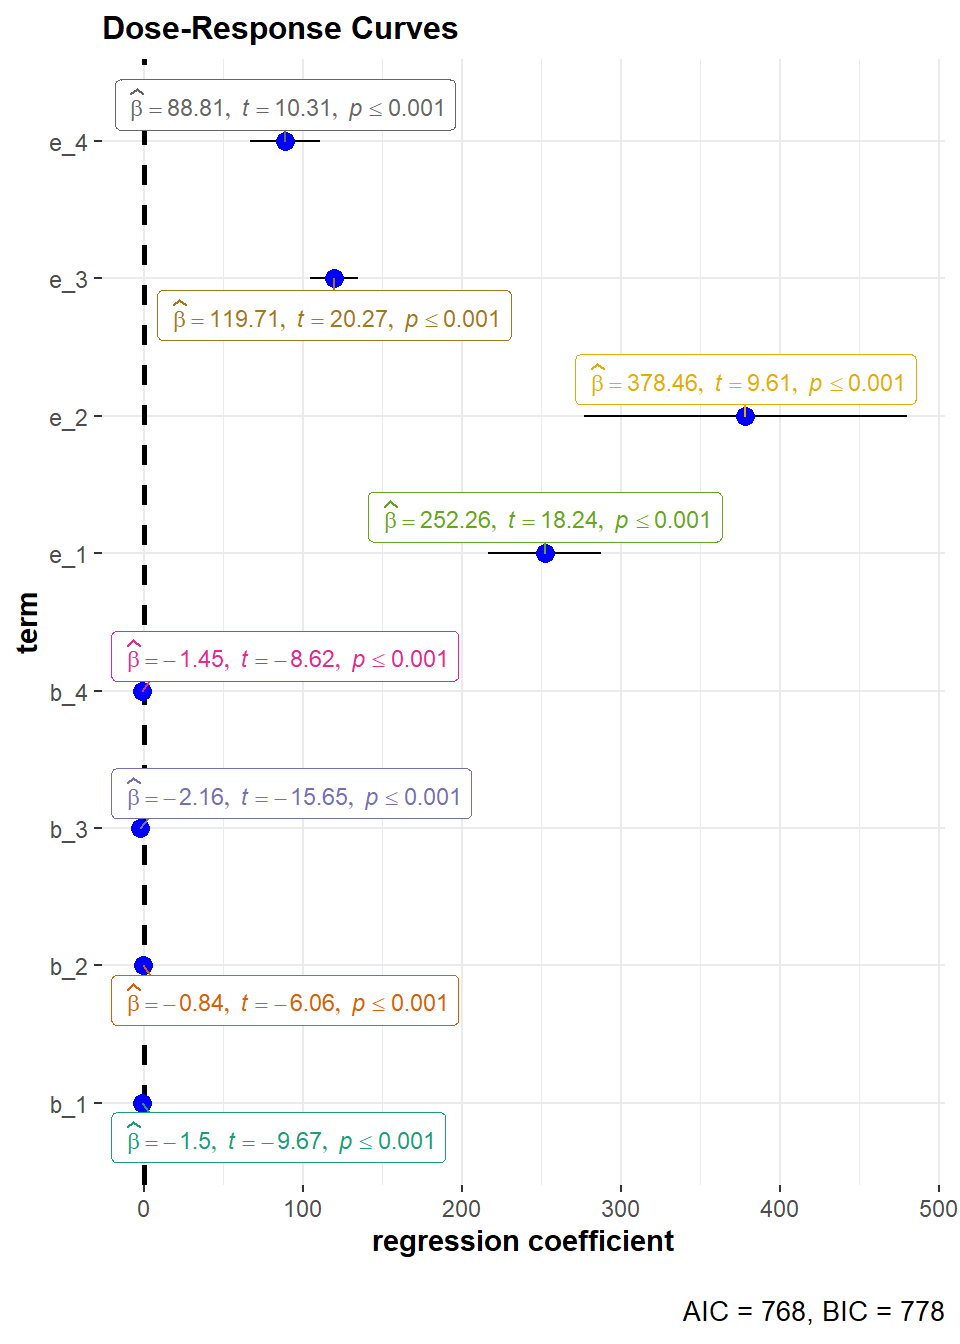 Dose-Response Curves
β̂ = 88.81, t = 10.31, p ≤ 0.001
e_4
e_3
β̂ = 119.71, t = 20.27, p ≤ 0.001
β̂ = 378.46, t = 9.61, p ≤ 0.001
e_2
β̂ = 252.26, t = 18.24, p ≤ 0.001
e_1
term
β̂ = −1.45, t = −8.62, p ≤ 0.001
b_4
β̂ = −2.16, t = −15.65, p ≤ 0.001
b_3
b_2
β̂ = −0.84, t = −6.06, p ≤ 0.001
b_1
β̂ = −1.5, t = −9.67, p ≤ 0.001
0 100 200 300 400 500
regression coefficient
AIC = 768, BIC = 778